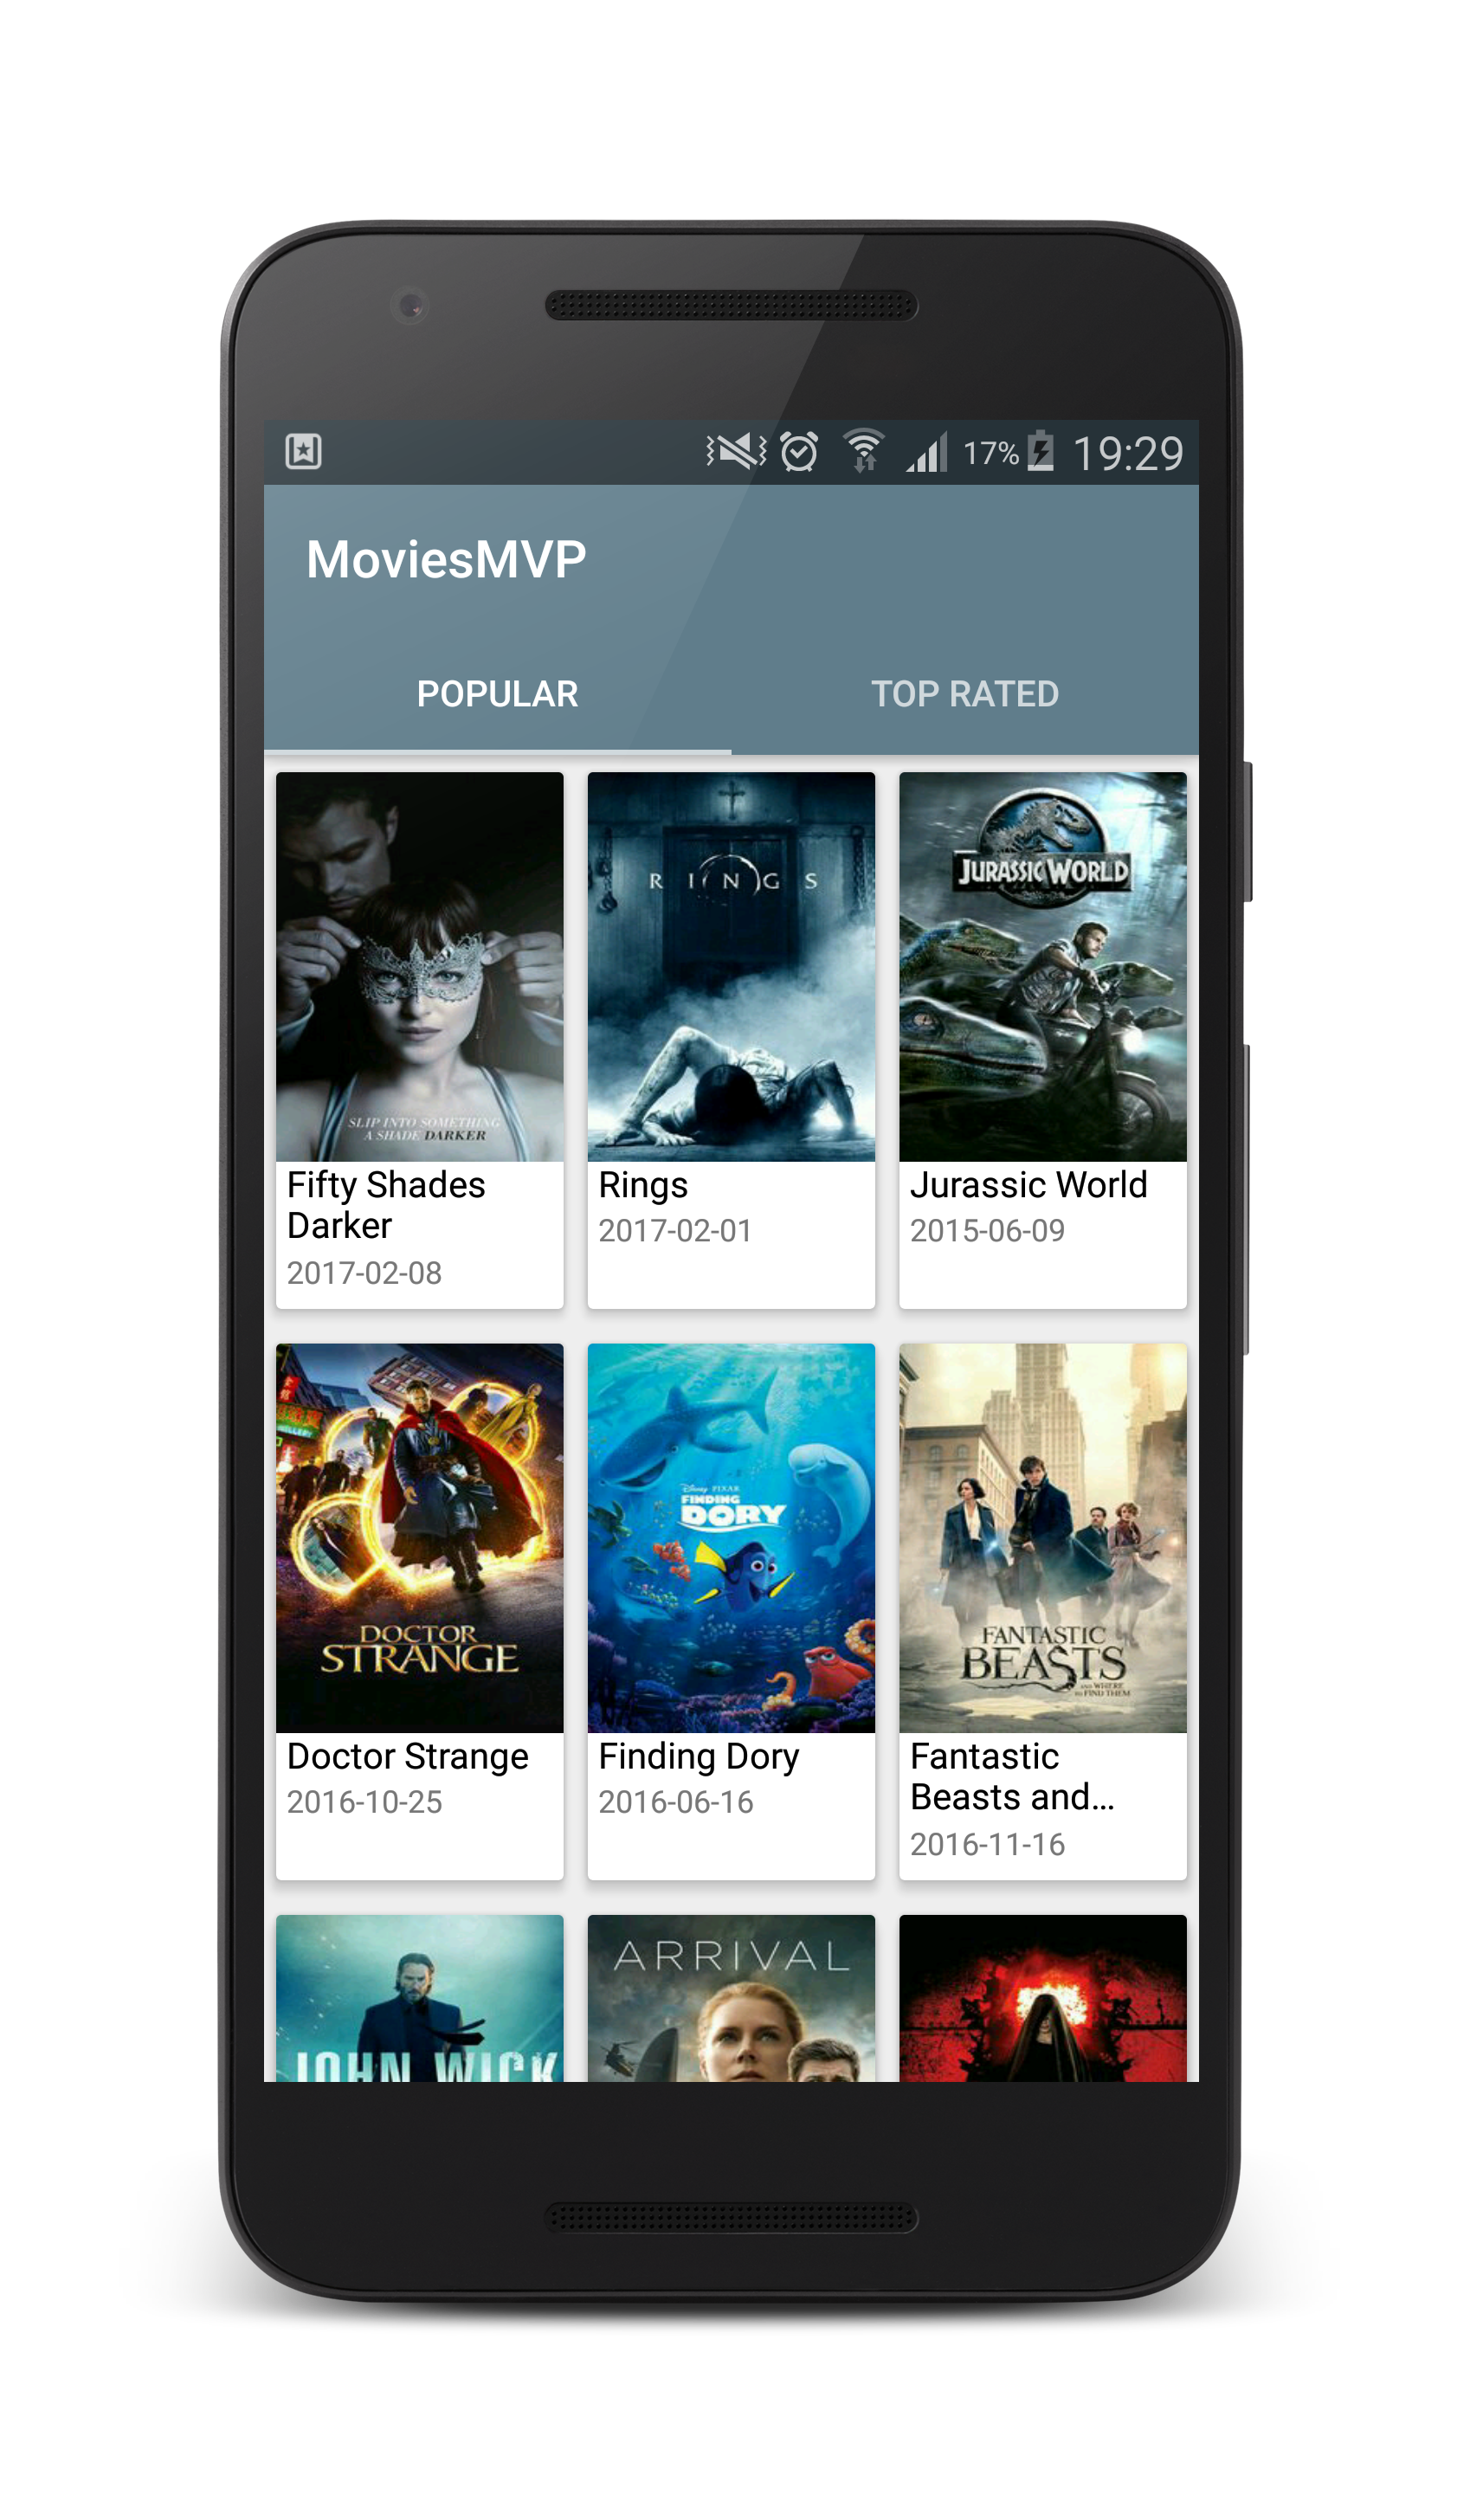 17% 19:29
MoviesMVP
POPULAR TOP RATED
SLIP INTO SOMETHING
A SHADE DARKER
Fifty Shades
Darker
2017-02-08
RINGS
Rings
2017-02-01
JURASSIC WORLD
Jurassic World
2015-06-09
DOCTOR
STRANGE
Doctor Strange
2016-10-25
Disney PIXAR
FINDING
DORY
Finding Dory
2016-06-16
FANTASTIC
BEASTS
AND WHERE
TO FIND THEM
Fantastic
Beasts and...
2016-11-16
JOHN WICK
ARRIVAL